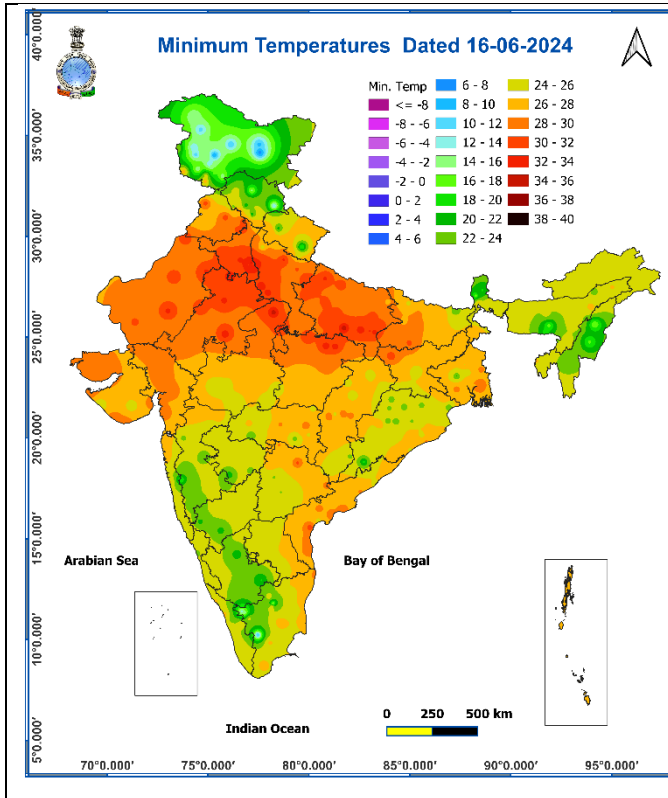 Minimum Temperatures Dated 16-06-2024
Min. Temp
<= -8
-8 - -6
-6 - -4
-4 - -2
-2 - 0
0 - 2
2 - 4
4 - 6
6 - 8
8 - 10
10 - 12
12 - 14
14 - 16
16 - 18
18 - 20
20 - 22
22 - 24
24 - 26
26 - 28
28 - 30
30 - 32
32 - 34
34 - 36
36 - 38
38 - 40
40°0.000'
35°0.000'
30°0.000'
25°0.000'
20°0.000'
15°0.000'
10°0.000'
5°0.000'
Arabian Sea
Bay of Bengal
Indian Ocean
0 250 500 km
70°0.000' 75°0.000' 80°0.000' 85°0.000' 90°0.000' 95°0.000'